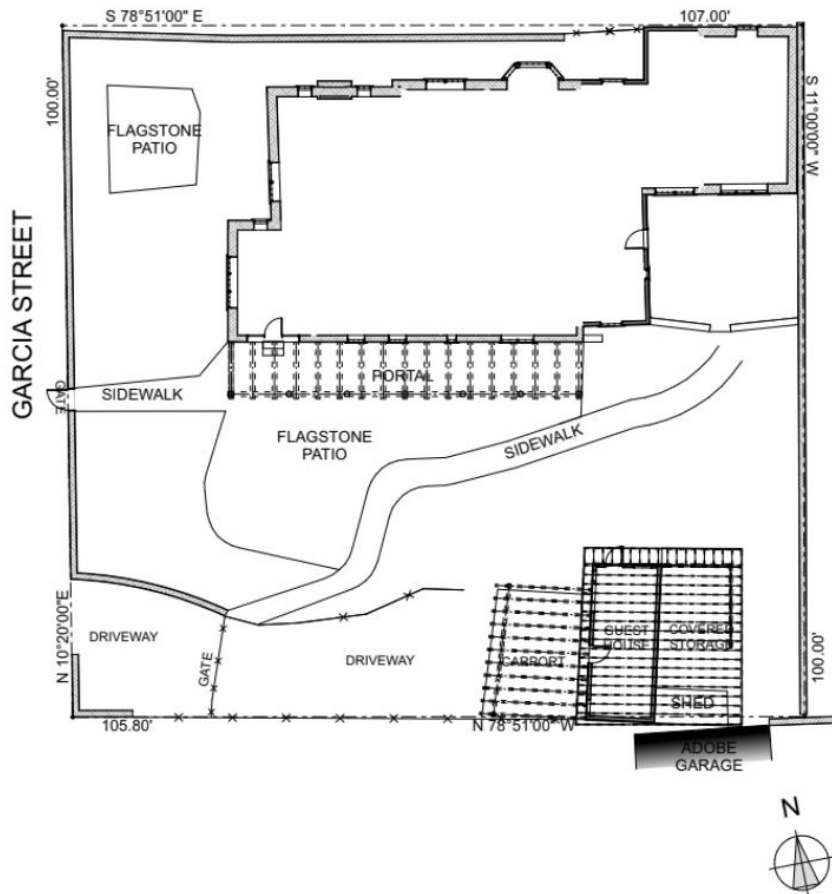 S 78°51'00" E
107.00'
100.00'
S 11°00'00" W
FLAGSTONE
PATIO
GARCIA STREET
PORTAL
GATE
SIDEWALK
FLAGSTONE
PATIO
SIDEWALK
N 10°20'00"E
DRIVEWAY
GATE
DRIVEWAY
CARPORT
GUEST
HOUSE
COVERED
STORAGE
100.00'
SHED
105.80'
N 78°51'00" W
ADOBE
GARAGE
N